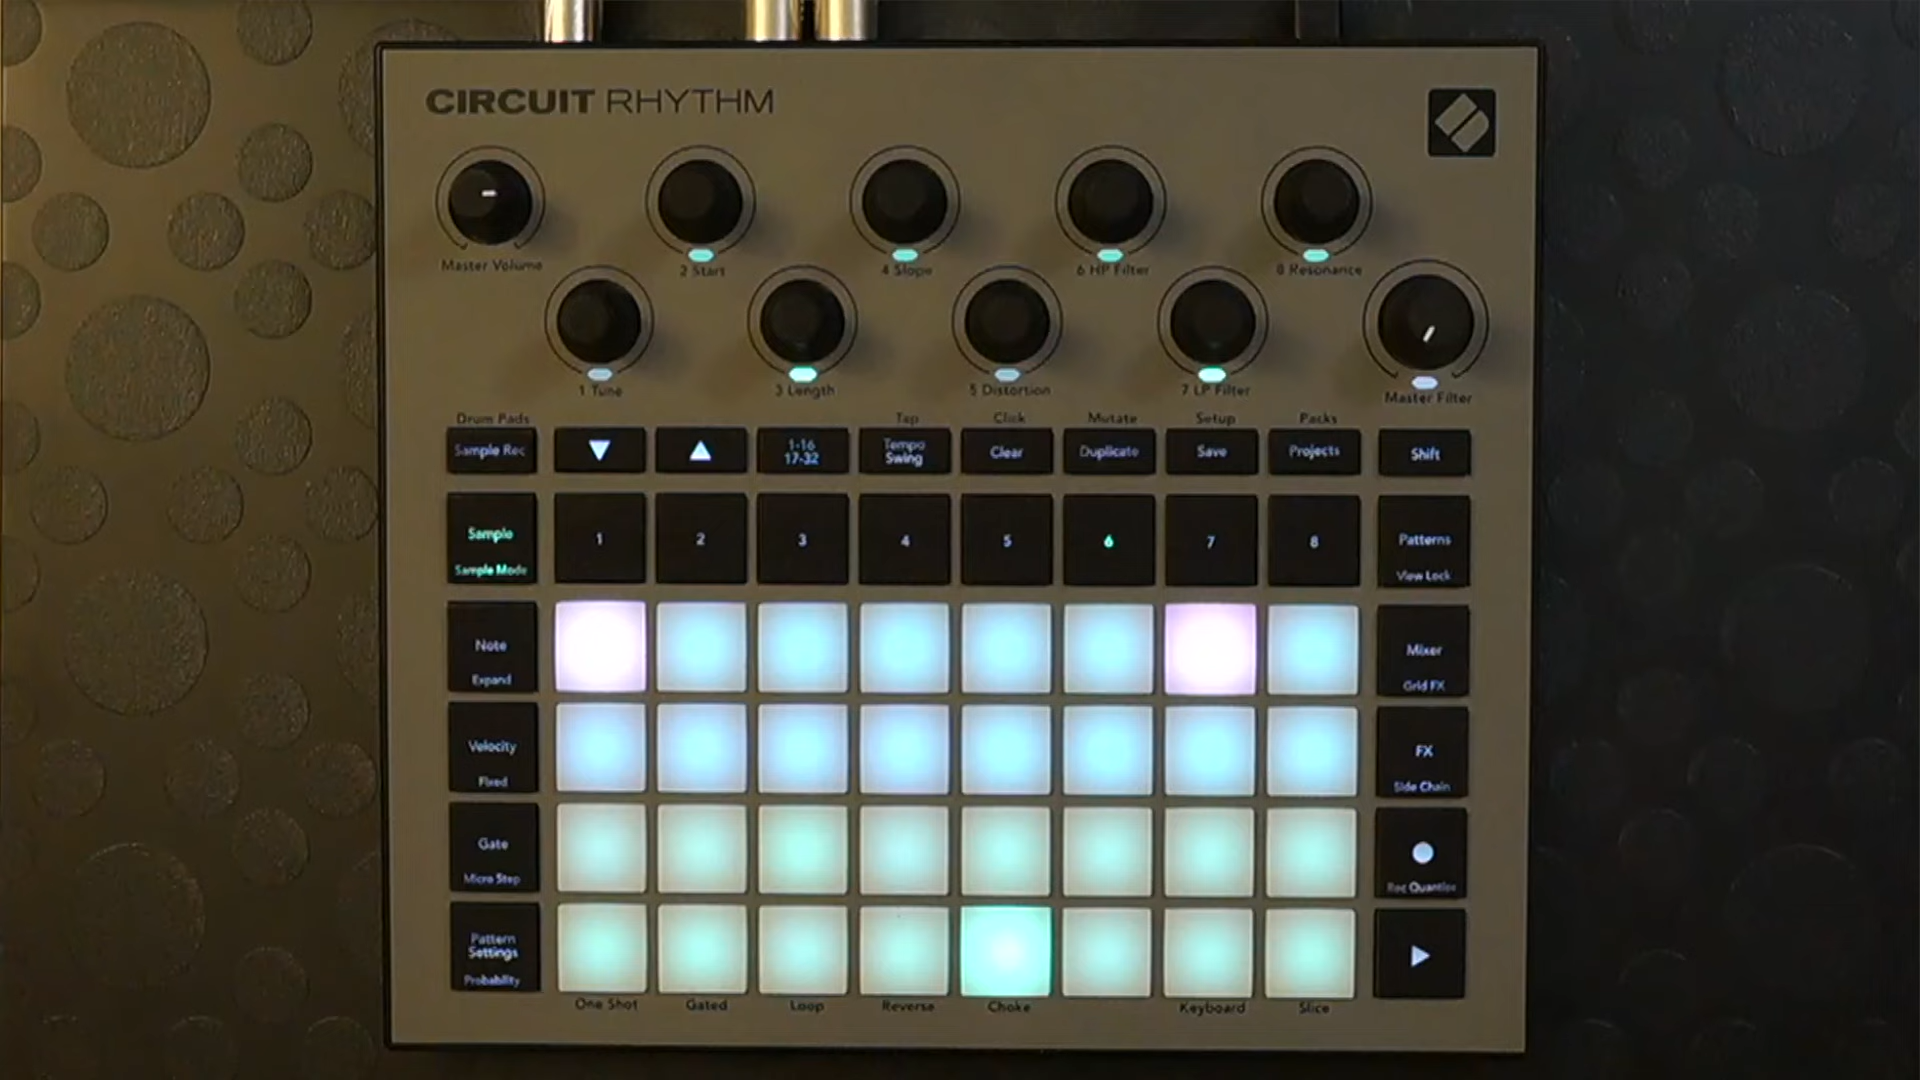 CIRCUIT RHYTHM
Master Volume
2 Start
4 Slope
6 HP Filter
8 Resonance
1 Tune
3 Length
5 Distortion
7 LP Filter
Master Filter
Drum Pads
Tap
Click
Mutate
Setup
Packs
Sample Rec
1-16
17-32
Tempo
Swing
Clear
Duplicate
Save
Projects
Shift
Sample
Sample Mode
1
2
3
4
5
6
7
8
Patterns
View Lock
Note
Expand
Mixer
Grid FX
Velocity
Fixed
FX
Side Chain
Gate
Micro Step
Rec Quantise
Pattern
Settings
Probability
One Shot
Gated
Loop
Reverse
Choke
Keyboard
Slice